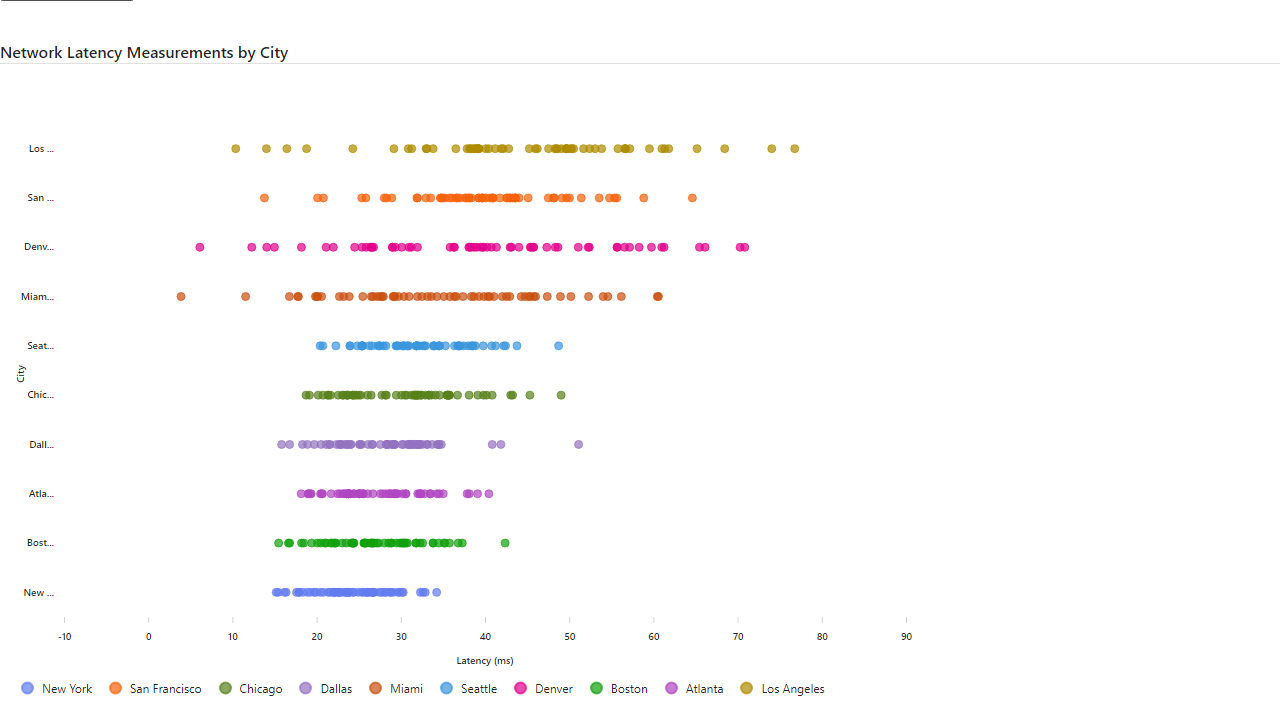 Network Latency Measurements by City
Los ...
San ...
Denv...
Miam...
Seat...
City
Chic...
Dall...
Atla...
Bost...
New ...
-10 0 10 20 30 40 50 60 70 80 90
Latency (ms)
New York San Francisco Chicago Dallas Miami Seattle Denver Boston Atlanta Los Angeles